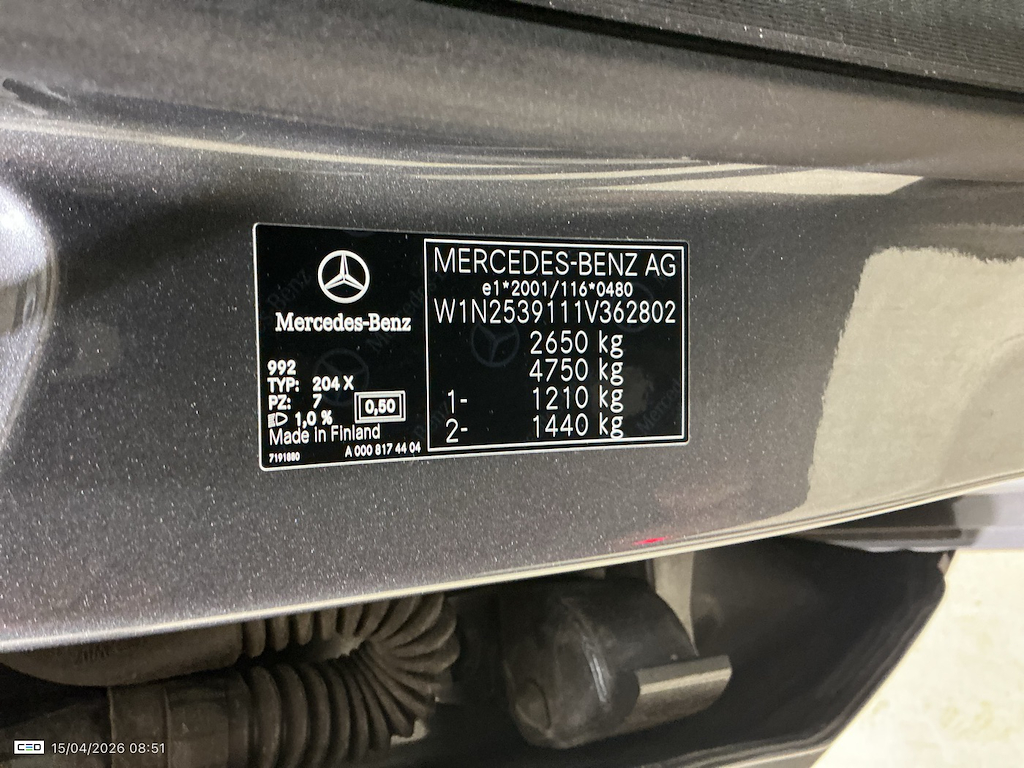 Mercedes-Benz
992
TYP: 204 X
PZ: 7
1,0 %
0,50
Made in Finland
7191880
A 000 817 44 04
MERCEDES-BENZ AG
e1*2001/116*0480
W1N2539111V362802
2650 kg
4750 kg
1- 1210 kg
2- 1440 kg
CEO 15/04/2026 08:51